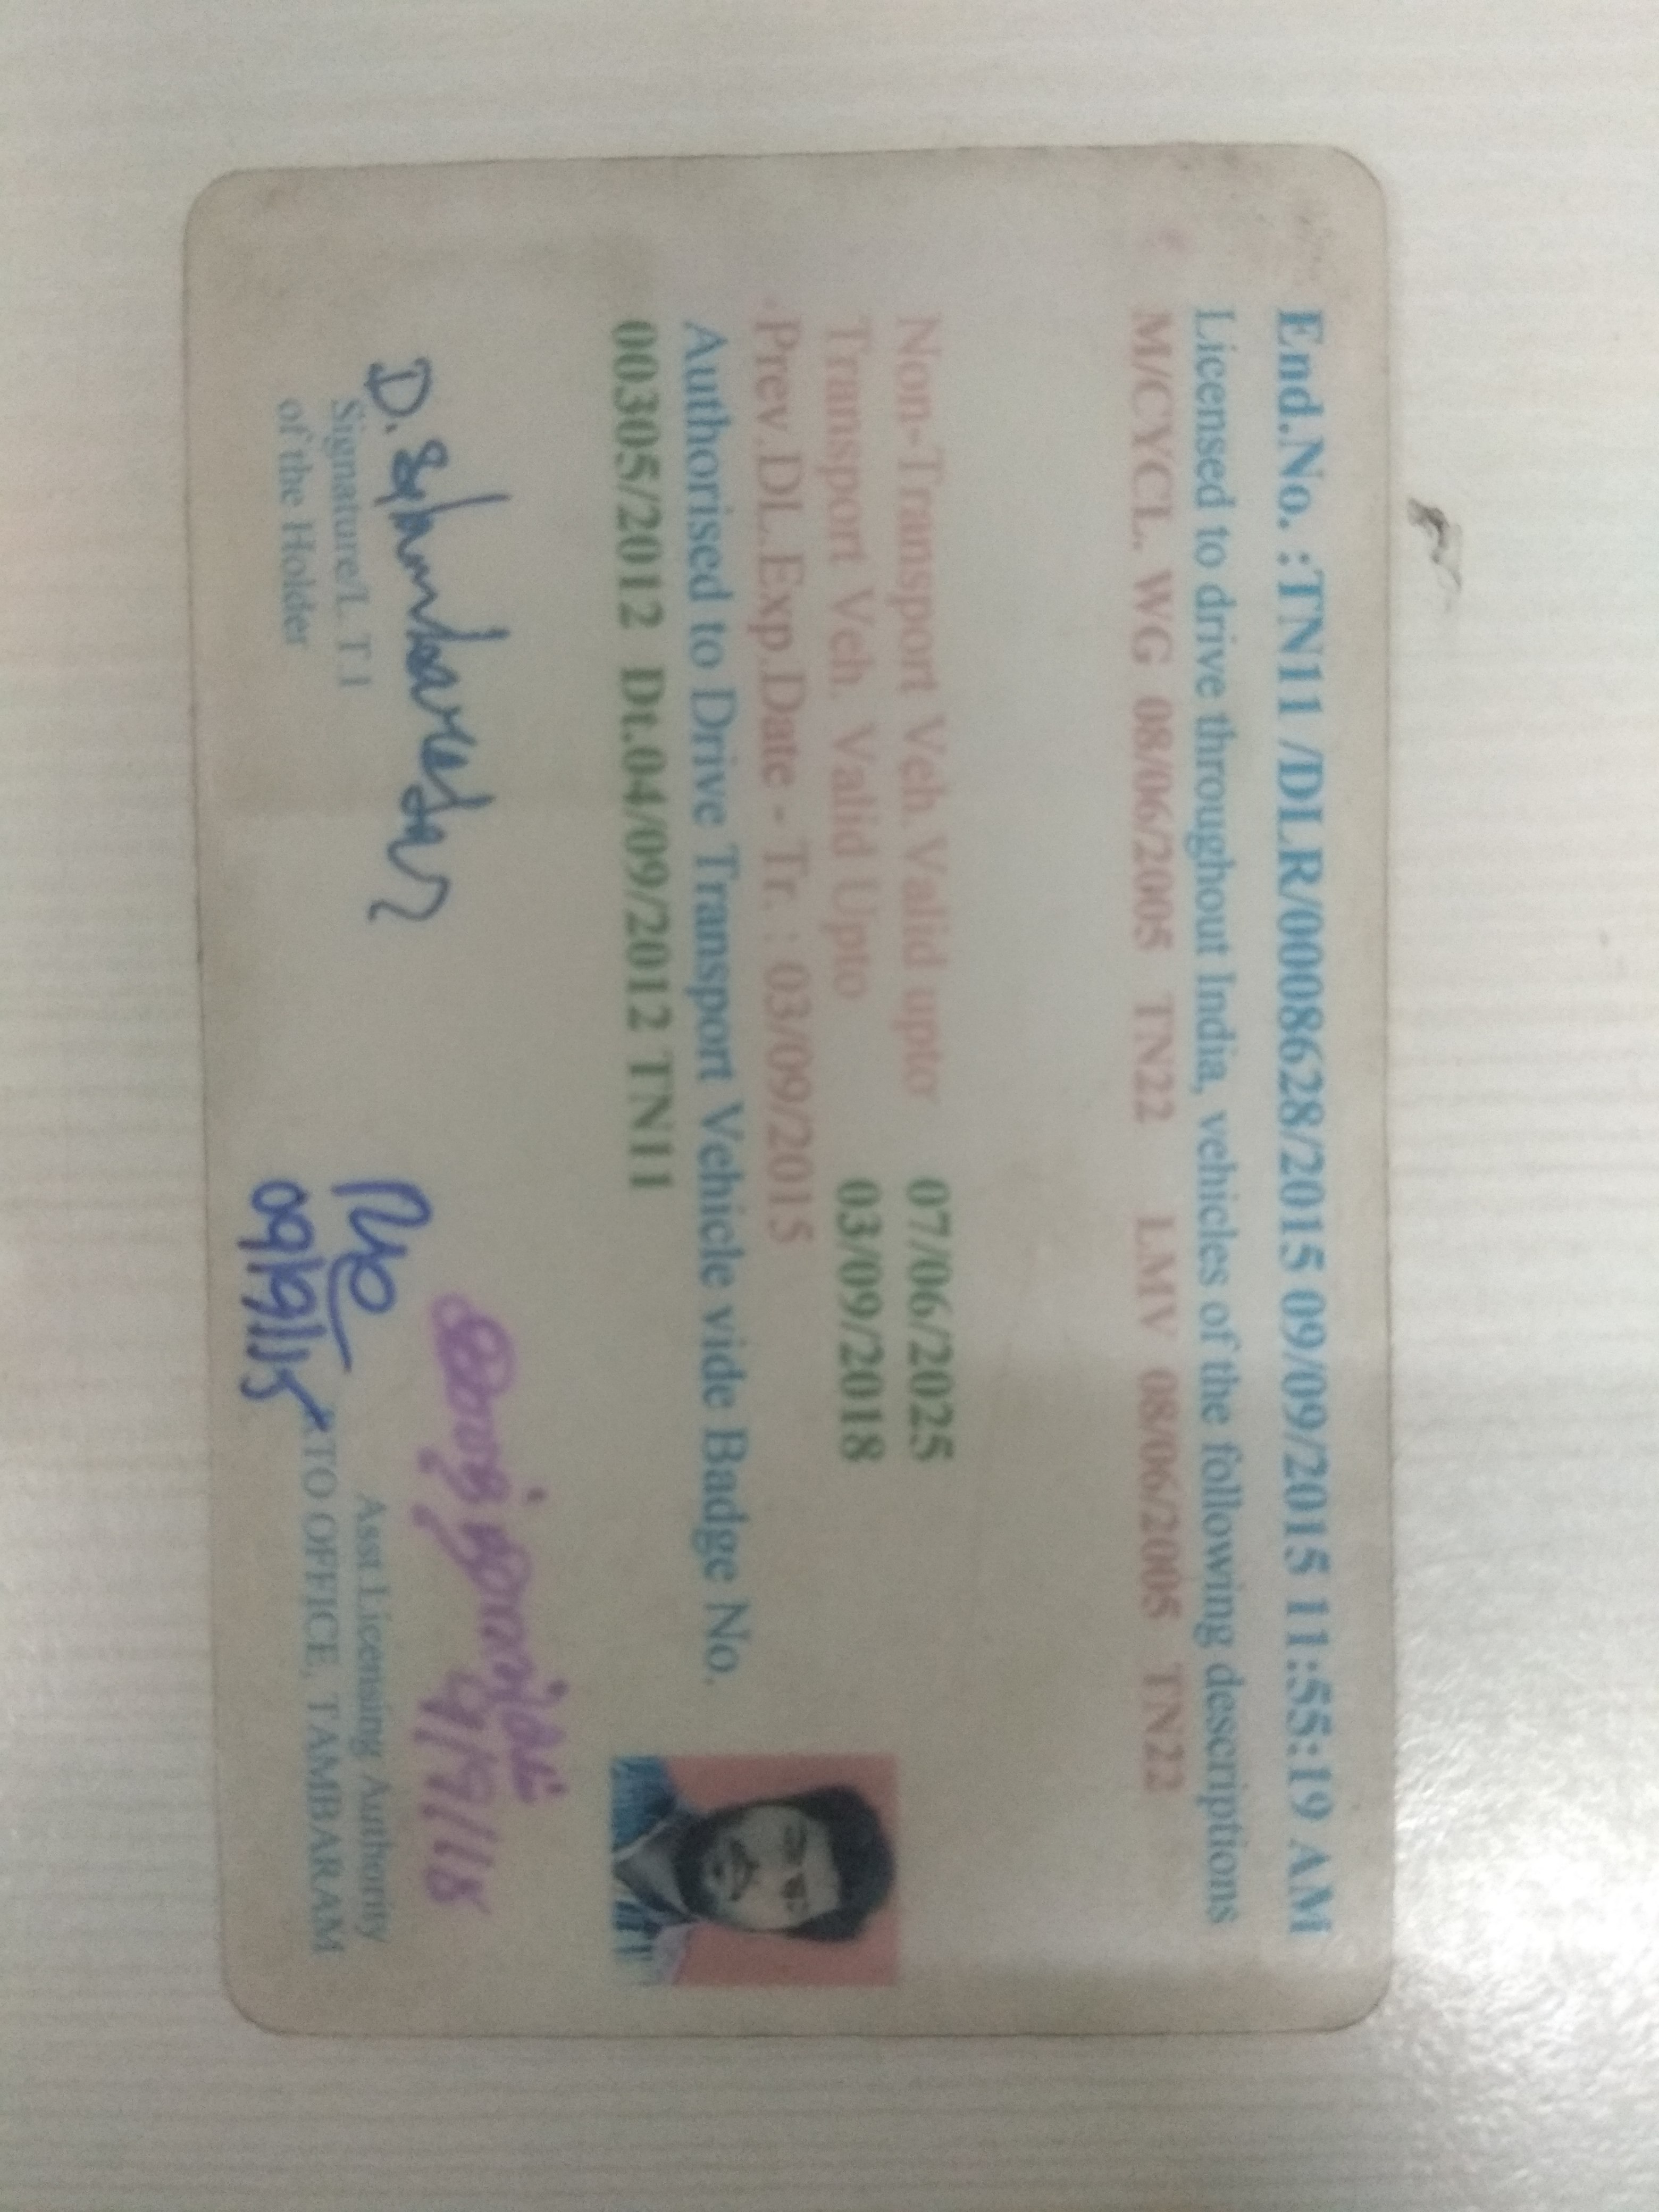 End.No. :TN11 /DLR/0008628/2015 09/09/2015 11:55:19 AM
Licensed to drive throughout India, vehicles of the following descriptions
M/CYCL. WG 08/06/2005 TN22 LMV 08/06/2005 TN22
Non-Transport Veh.Valid upto 07/06/2025
Transport Veh. Valid Upto 03/09/2018
Prev.DL.Exp.Date - Tr. : 03/09/2015
Authorised to Drive Transport Vehicle vide Badge No.
00305/2012 Dt.04/09/2012 TN11
D.
Signature/L.T.I
of the Holder
09/9/15
Asst Licensing Authority
RTO OFFICE, TAMBARAM